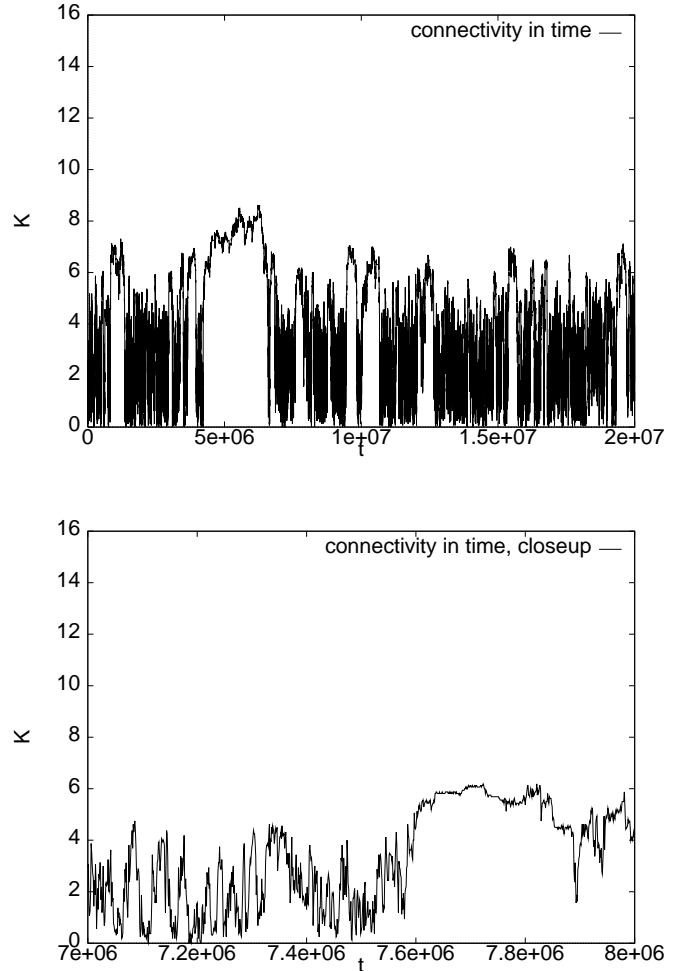 16
connectivity in time
14
12
10
K
8
6
4
2
0
0 5e+06 1e+07 1.5e+07 2e+07
t
16
connectivity in time, closeup
14
12
10
K
8
6
4
2
0
7e+06 7.2e+06 7.4e+06 7.6e+06 7.8e+06 8e+06
t